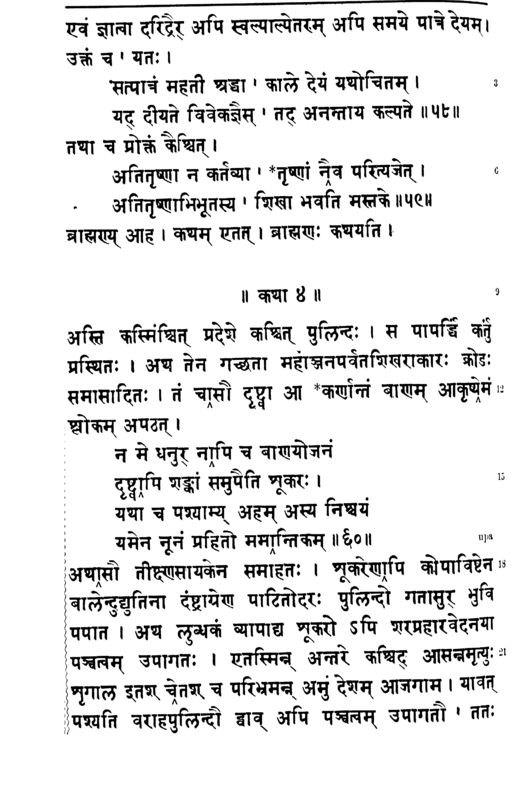 एवं ज्ञात्वा दरिद्रैर् अपि स्वल्पाल्पेतरम् अपि समये पात्रे देयम्।
उक्तं च ' यतः।
सत्पात्रं महती श्रद्धा ' काले देयं यथोचितम्। 3
यद् दीयते विवेकज्ञैस् ' तद् अनन्ताय कल्पते॥५८॥
तथा च प्रोक्तं कैश्चित्।
अतितृष्णा न कर्तव्या ' *तृष्णां नैव परित्यजेत्। 6
अतितृष्णाभिभूतस्य ' शिखा भवति मस्तके॥५९॥
ब्राह्मण्य् आह। कथम् एतत्। ब्राह्मणः कथयति।
॥ कथा ४॥ 9
अस्ति कस्मिंश्चित् प्रदेशे कश्चित् पुलिन्दः। स पापर्द्धिं कर्तुं
प्रस्थितः। अथ तेन गच्छता महाञ्जनपर्वतशिखराकारः क्रोडः
समासादितः। तं चासौ दृष्ट्वा आ *कर्णान्तं बाणम् आकृष्येमं 12
श्लोकम् अपठत्।
न मे धनुर् नापि च बाणयोजनं
दृष्ट्वापि शङ्कां समुपैति शूकरः। 15
यथा च पश्याम्य् अहम् अस्य निश्चयं
यमेन नूनं प्रहितो ममान्तिकम्॥६०॥ upa
अथासौ तीक्ष्णसायकेन समाहतः। शूकरेणापि कोपाविष्टेन 18
बालेन्दुद्युतिना दंष्ट्राग्रेण पाटितोदरः पुलिन्दो गतासुर् भुवि
पपात। अथ लुब्धकं व्यापाद्य शूकरो ऽपि शरप्रहारवेदनया
पञ्चत्वम् उपागतः। एतस्मिन्न् अन्तरे कश्चिद् आसन्नमृत्युः 21
शृगाल इतश् चेतश् च परिभ्रमन्न् अमुं देशम् आजगाम। यावत्
पश्यति वराहपुलिन्दौ द्वाव् अपि पञ्चत्वम् उपागतौ ' ततः